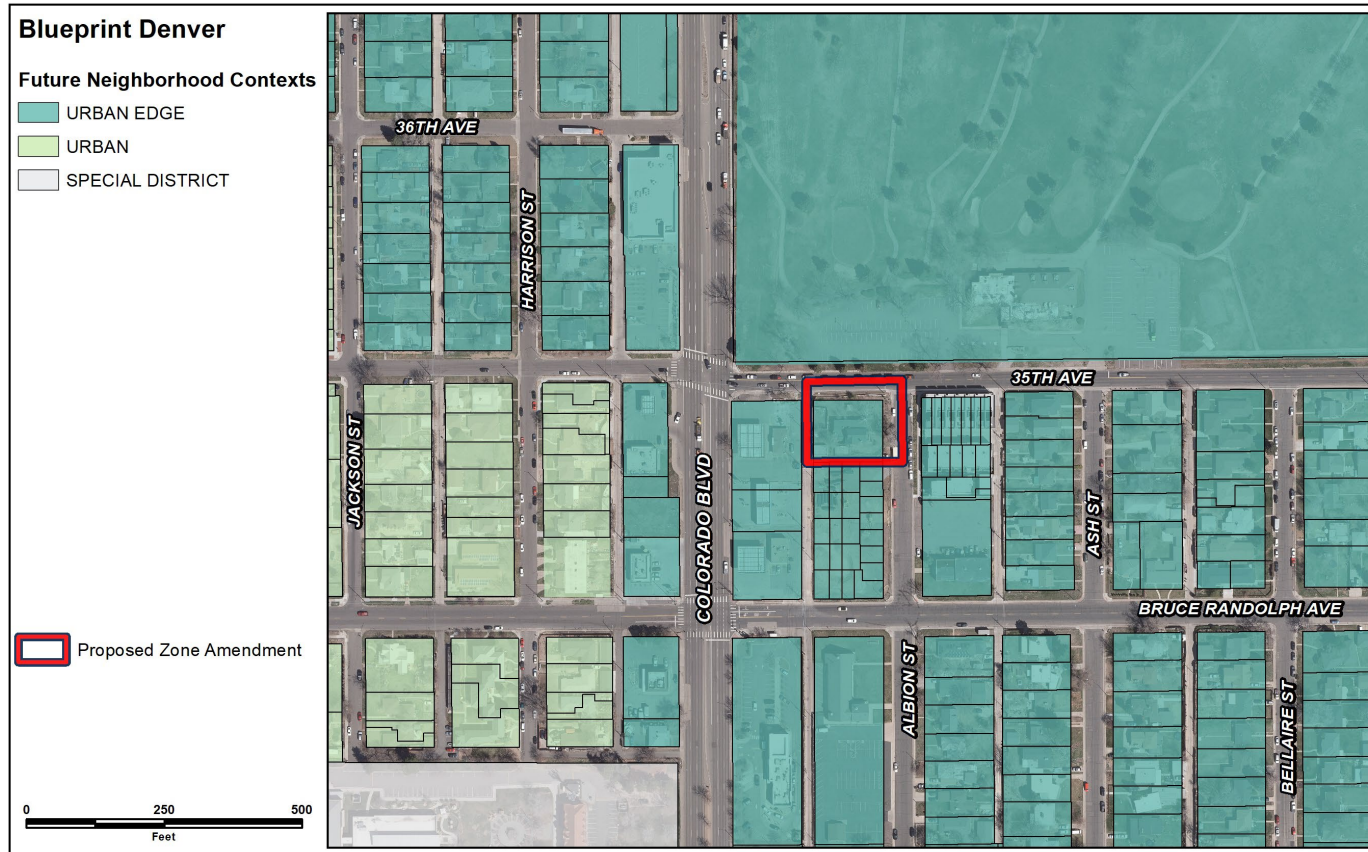 Blueprint Denver
Future Neighborhood Contexts
URBAN EDGE
URBAN
SPECIAL DISTRICT
Proposed Zone Amendment
0 250 500
Feet
36TH AVE
HARRISON ST
35TH AVE
JACKSON ST
COLORADO BLVD
ASH ST
BRUCE RANDOLPH AVE
ALBION ST
BELLAIRE ST